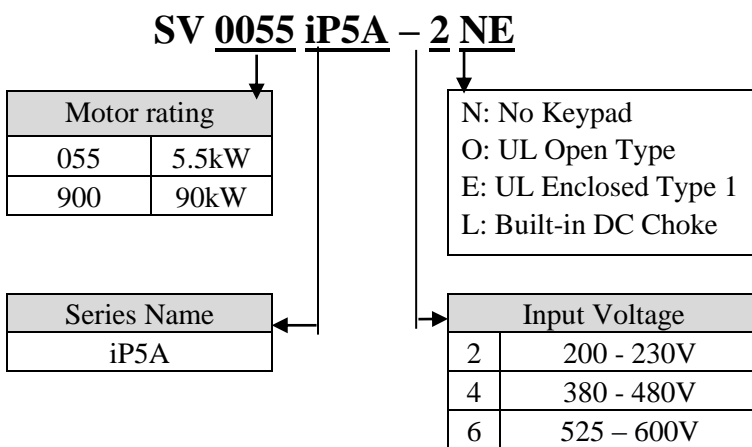 SV 0055 iP5A – 2 NE
Motor rating
055 5.5kW
900 90kW
N: No Keypad
O: UL Open Type
E: UL Enclosed Type 1
L: Built-in DC Choke
Series Name
iP5A
Input Voltage
2 200 - 230V
4 380 - 480V
6 525 – 600V